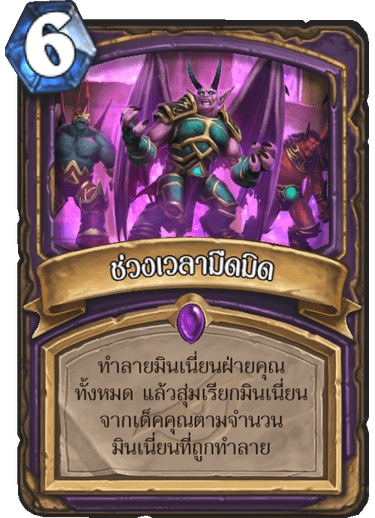 6
ช่วงเวลามืดมิด
ทำลายมินเนี่ยนฝ่ายคุณ
ทั้งหมด แล้วสุ่มเรียกมินเนี่ยน
จากเด็คคุณตามจำนวน
มินเนี่ยนที่ถูกทำลาย